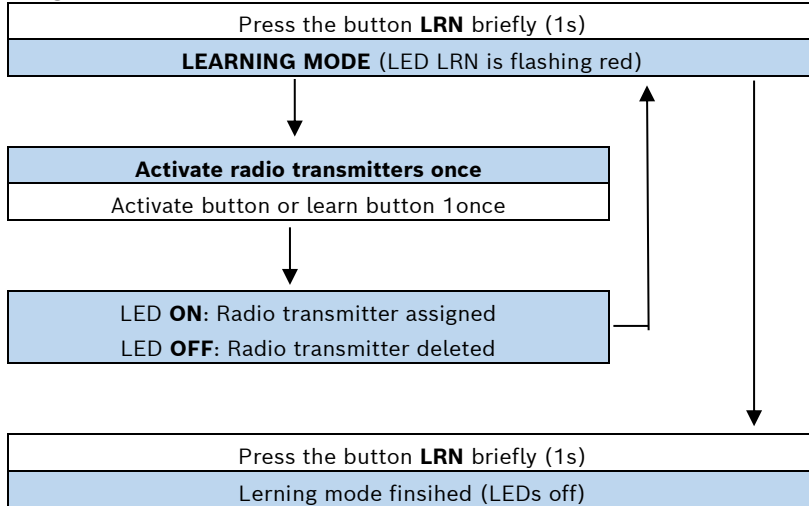 Press the button LRN briefly (1s)
LEARNING MODE (LED LRN is flashing red)
Activate radio transmitters once
Activate button or learn button 1once
LED ON: Radio transmitter assigned
LED OFF: Radio transmitter deleted
Press the button LRN briefly (1s)
Lerning mode finsihed (LEDs off)